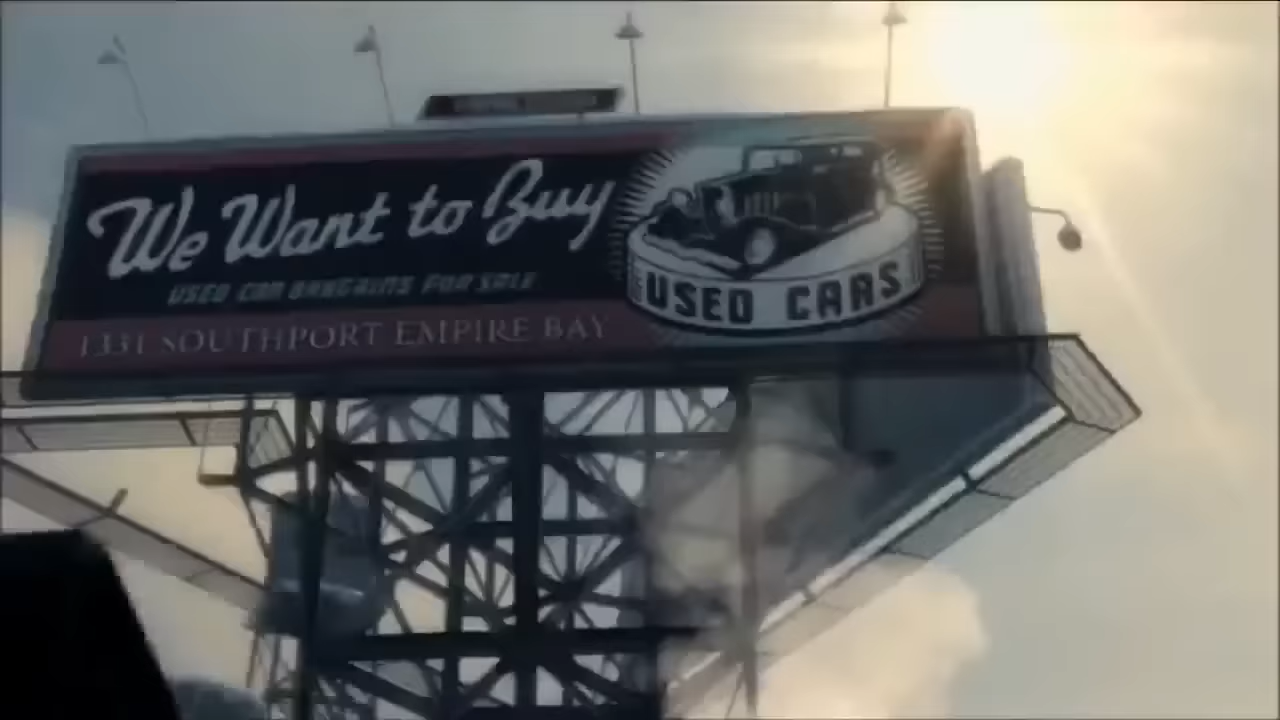 We Want to Buy
USED CAR BARGAINS FOR SALE
1331 SOUTHPORT EMPIRE BAY
USED CARS